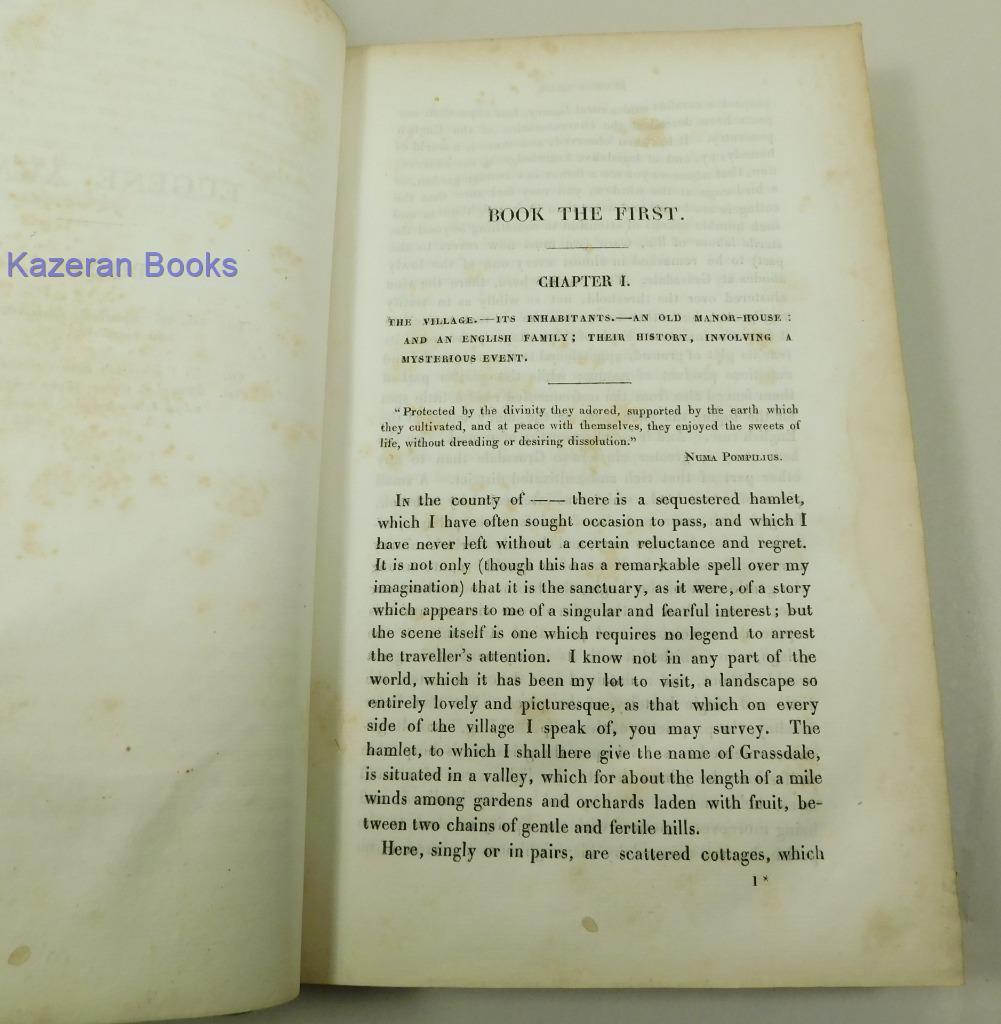 Kazeran Books
BOOK THE FIRST.
CHAPTER I.
THE VILLAGE.—ITS INHABITANTS.—AN OLD MANOR-HOUSE:
AND AN ENGLISH FAMILY; THEIR HISTORY, INVOLVING A
MYSTERIOUS EVENT.
"Protected by the divinity they adored, supported by the earth which
they cultivated, and at peace with themselves, they enjoyed the sweets of
life, without dreading or desiring dissolution."
NUMA POMPILIUS.
IN the county of —— there is a sequestered hamlet,
which I have often sought occasion to pass, and which I
have never left without a certain reluctance and regret.
It is not only (though this has a remarkable spell over my
imagination) that it is the sanctuary, as it were, of a story
which appears to me of a singular and fearful interest; but
the scene itself is one which requires no legend to arrest
the traveller's attention. I know not in any part of the
world, which it has been my lot to visit, a landscape so
entirely lovely and picturesque, as that which on every
side of the village I speak of, you may survey. The
hamlet, to which I shall here give the name of Grassdale,
is situated in a valley, which for about the length of a mile
winds among gardens and orchards laden with fruit, be-
tween two chains of gentle and fertile hills.
Here, singly or in pairs, are scattered cottages, which
1*